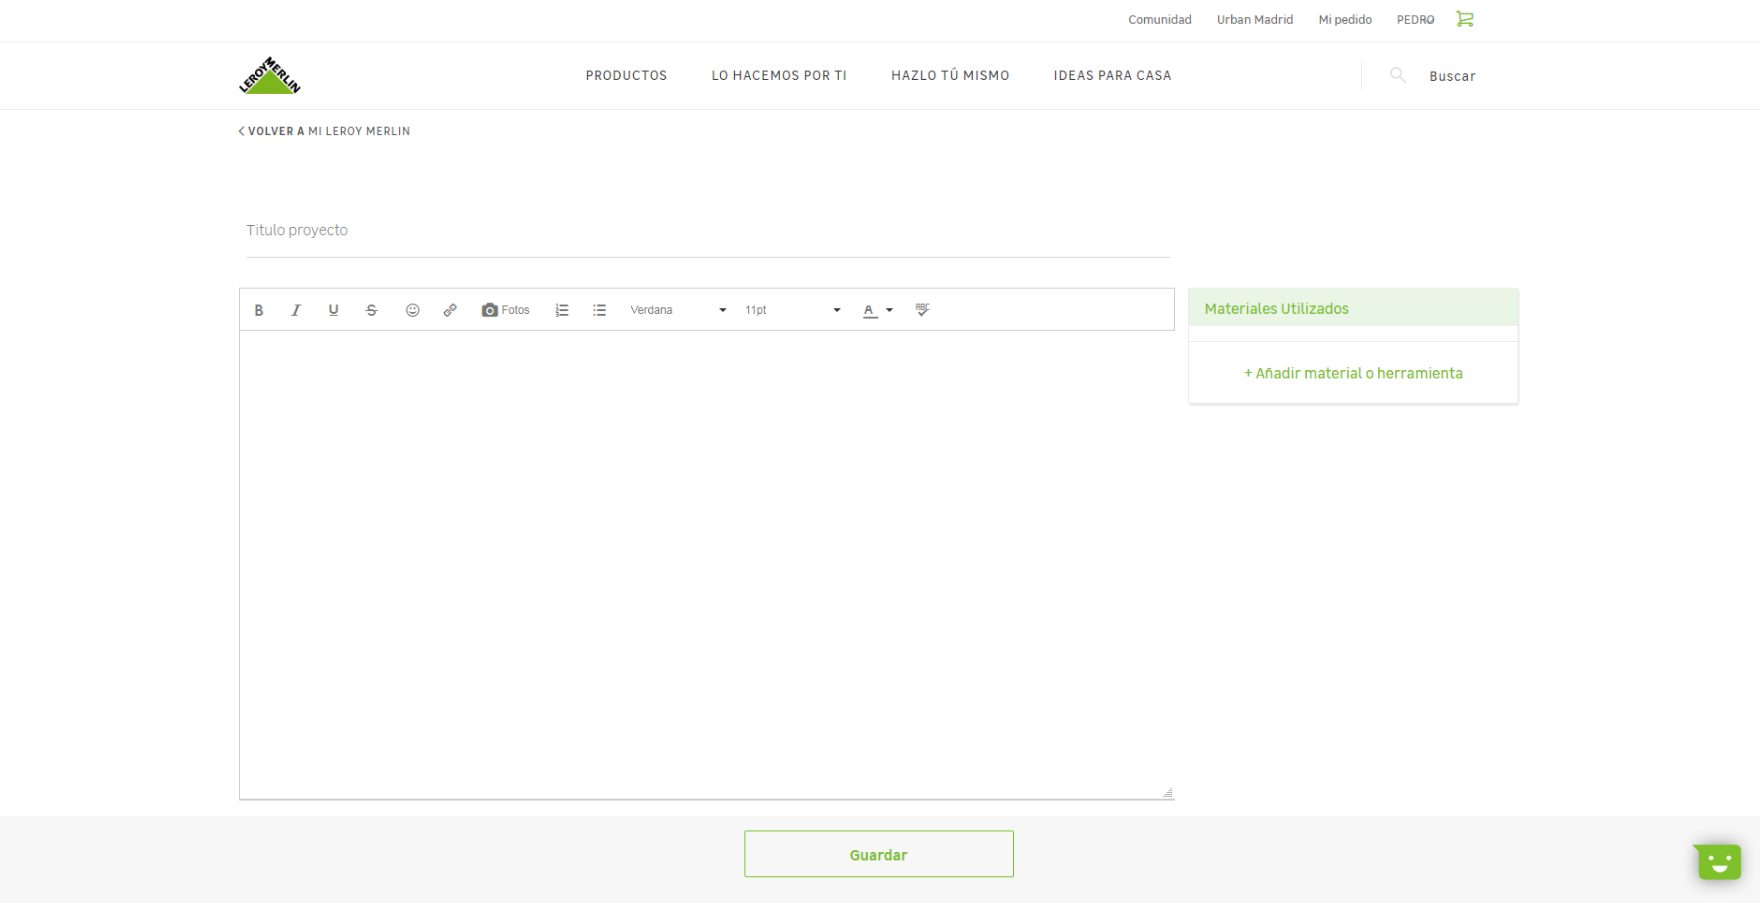 Comunidad Urban Madrid Mi pedido PEDRO
LEROY MERLIN
PRODUCTOS LO HACEMOS POR TI HAZLO TÚ MISMO IDEAS PARA CASA Buscar
VOLVER A MI LEROY MERLIN
Titulo proyecto
B I U S Fotos Verdana 11pt A ABC
Materiales Utilizados
+ Añadir material o herramienta
Guardar